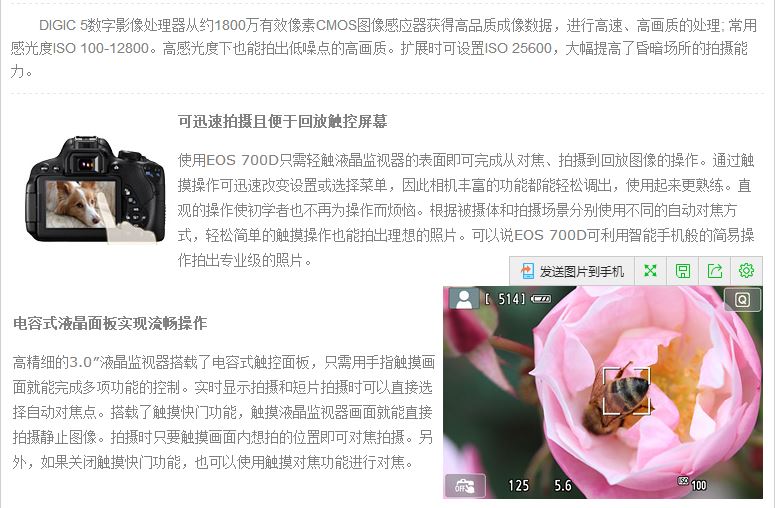 DIGIC 5数字影像处理器从约1800万有效像素CMOS图像感应器获得高品质成像数据，进行高速、高画质的处理; 常用
感光度ISO 100-12800。高感光度下也能拍出低噪点的高画质。扩展时可设置ISO 25600，大幅提高了昏暗场所的拍摄能
力。
可迅速拍摄且便于回放触控屏幕
使用EOS 700D只需轻触液晶监视器的表面即可完成从对焦、拍摄到回放图像的操作。通过触
摸操作可迅速改变设置或选择菜单，因此相机丰富的功能都能轻松调出，使用起来更熟练。直
观的操作使初学者也不再为操作而烦恼。根据被摄体和拍摄场景分别使用不同的自动对焦方
式，轻松简单的触摸操作也能拍出理想的照片。可以说EOS 700D可利用智能手机般的简易操
作拍出专业级的照片。
发送图片到手机
电容式液晶面板实现流畅操作
高精细的3.0″液晶监视器搭载了电容式触控面板，只需用手指触摸画
面就能完成多项功能的控制。实时显示拍摄和短片拍摄时可以直接选
择自动对焦点。搭载了触摸快门功能，触摸液晶监视器画面就能直接
拍摄静止图像。拍摄时只要触摸画面内想拍的位置即可对焦拍摄。另
外，如果关闭触摸快门功能，也可以使用触摸对焦功能进行对焦。
[ 514]
Q
OFF
125 5.6 ISO 100